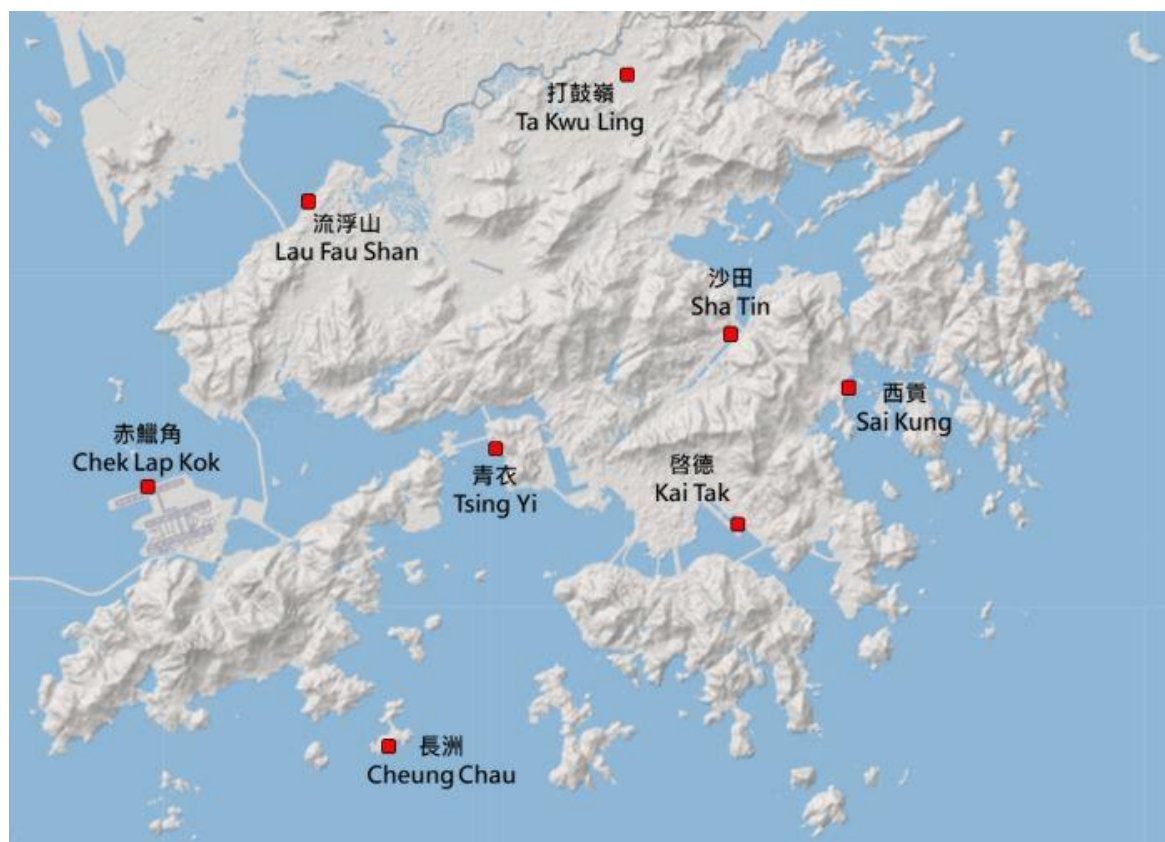 打鼓嶺
Ta Kwu Ling
流浮山
Lau Fau Shan
沙田
Sha Tin
西貢
Sai Kung
赤鱲角
Chek Lap Kok
青衣
Tsing Yi
啓德
Kai Tak
長洲
Cheung Chau